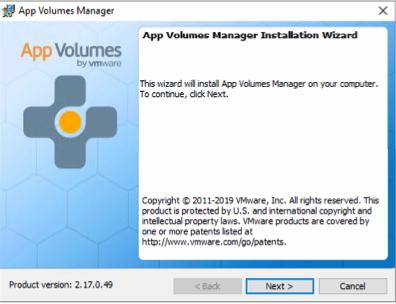 App Volumes Manager
App Volumes
by vmware
App Volumes Manager Installation Wizard
This wizard will install App Volumes Manager on your computer.
To continue, click Next.
Copyright © 2011-2019 VMware, Inc. All rights reserved. This
product is protected by U.S. and international copyright and
intellectual property laws. VMware products are covered by
one or more patents listed at
http://www.vmware.com/go/patents.
Product version: 2.17.0.49
< Back
Next >
Cancel